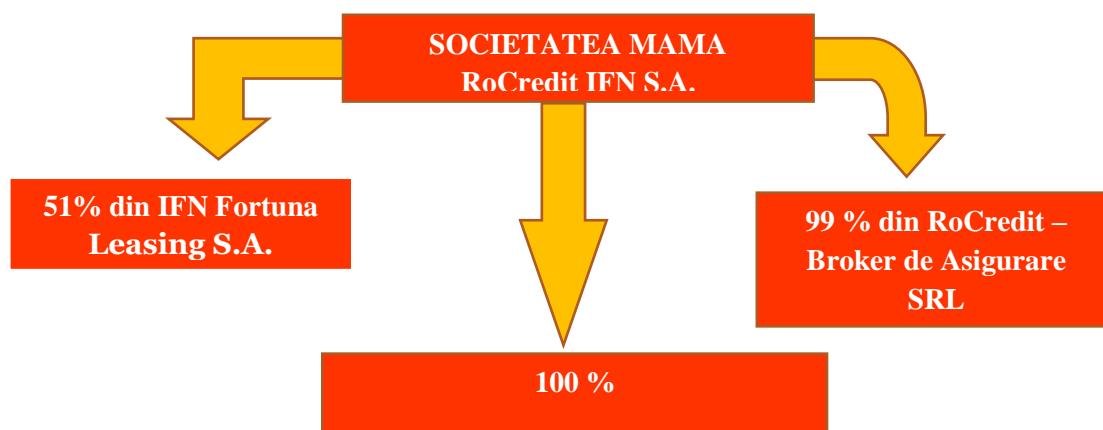 SOCIETATEA MAMA
RoCredit IFN S.A.
51% din IFN Fortuna
Leasing S.A.
99 % din RoCredit –
Broker de Asigurare
SRL
100 %